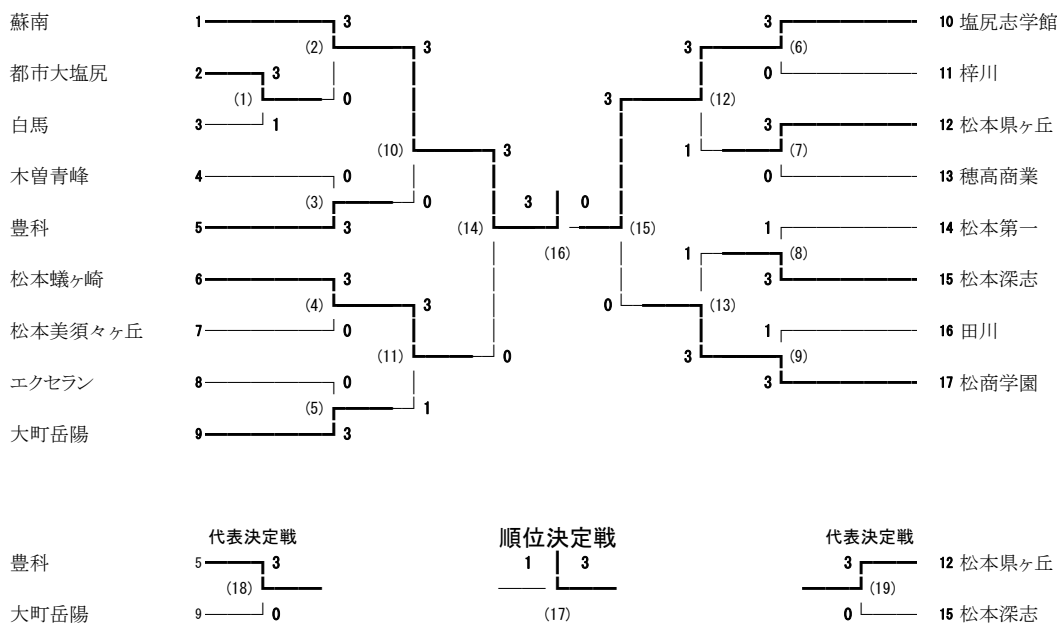 蘇南 1 3 3 10 塩尻志学館
(2) 3 3 (6)
都市大塩尻 2 3 0 11 梓川
(1) 0 3 (12)
白馬 3 1 3 12 松本県ヶ丘
(10) 3 1 (7)
木曽青峰 4 0 0 13 穂高商業
(3) 0 3 0
豊科 5 3 (14) (15) 1 14 松本第一
(16) 1 (8)
松本蟻ヶ崎 6 3 3 15 松本深志
(4) 3 0 (13)
松本美須々ヶ丘 7 0 1 16 田川
(11) 0 3 (9)
エクセラン 8 0 3 17 松商学園
(5) 1
大町岳陽 9 3
代表決定戦 順位決定戦 代表決定戦
豊科 5 3 1 3 3 12 松本県ヶ丘
(18) (19)
大町岳陽 9 0 (17) 0 15 松本深志